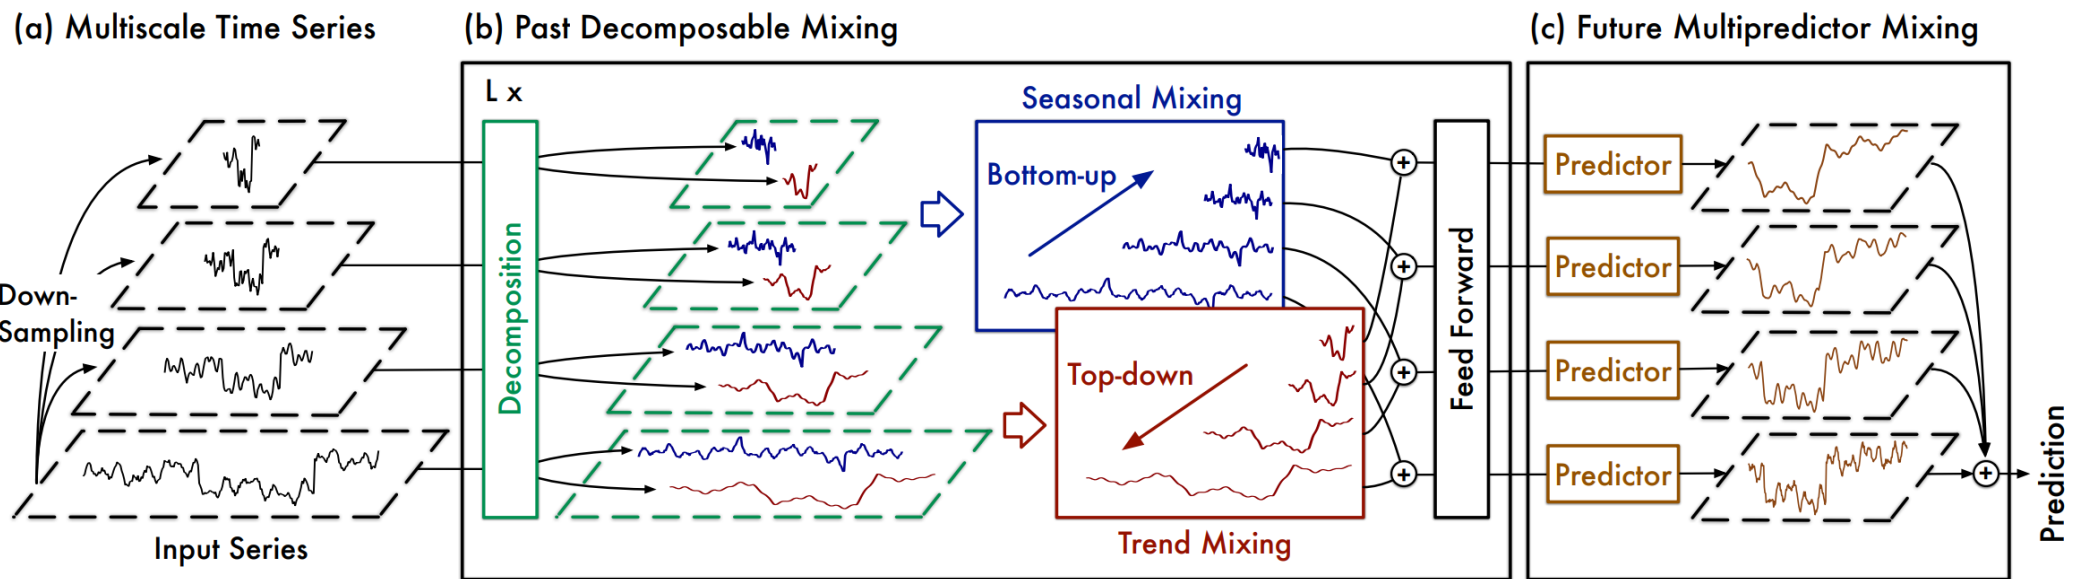 (a) Multiscale Time Series
(b) Past Decomposable Mixing
(c) Future Multipredictor Mixing
Down-
Sampling
Input Series
L x
Decomposition
Seasonal Mixing
Bottom-up
Top-down
Trend Mixing
+
+
+
+
Feed Forward
Predictor
Predictor
Predictor
Predictor
+
Prediction